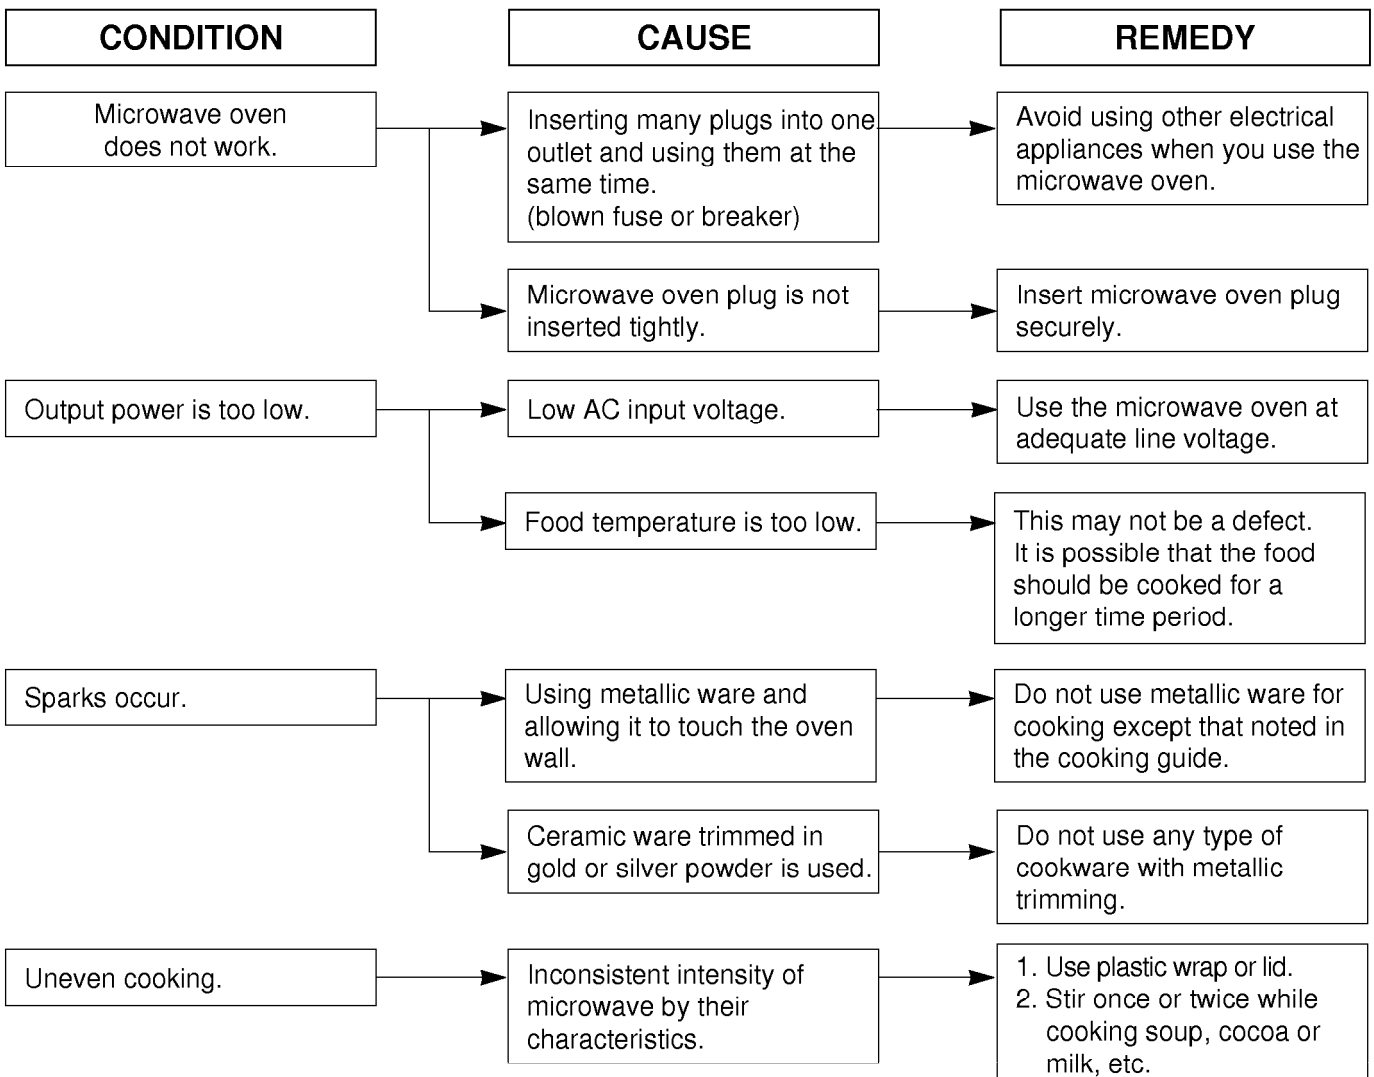 CONDITION
CAUSE
REMEDY
Microwave oven
does not work.
Inserting many plugs into one
outlet and using them at the
same time.
(blown fuse or breaker)
Avoid using other electrical
appliances when you use the
microwave oven.
Microwave oven plug is not
inserted tightly.
Insert microwave oven plug
securely.
Output power is too low.
Low AC input voltage.
Use the microwave oven at
adequate line voltage.
Food temperature is too low.
This may not be a defect.
It is possible that the food
should be cooked for a
longer time period.
Sparks occur.
Using metallic ware and
allowing it to touch the oven
wall.
Do not use metallic ware for
cooking except that noted in
the cooking guide.
Ceramic ware trimmed in
gold or silver powder is used.
Do not use any type of
cookware with metallic
trimming.
Uneven cooking.
Inconsistent intensity of
microwave by their
characteristics.
1. Use plastic wrap or lid.
2. Stir once or twice while
cooking soup, cocoa or
milk, etc.